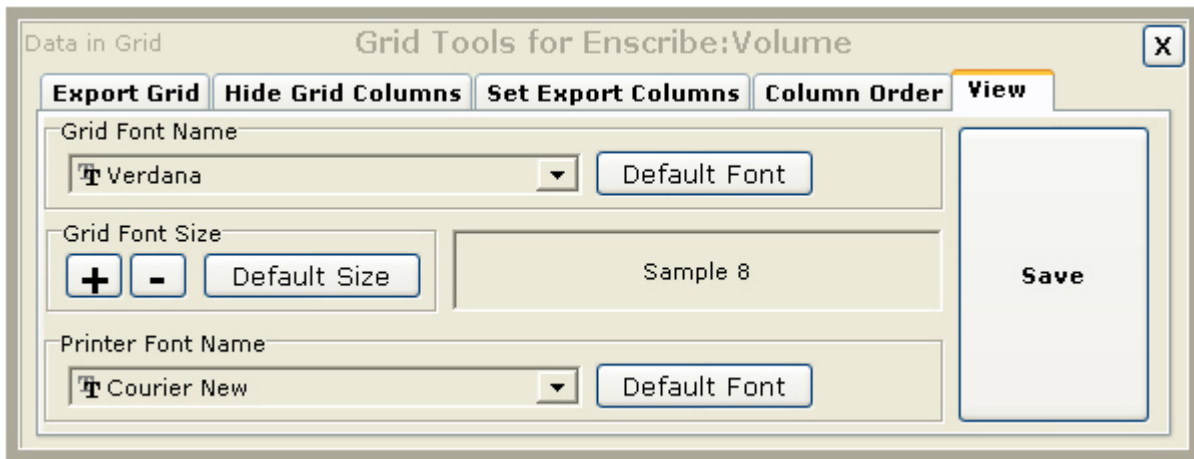 Data in Grid Grid Tools for Enscribe:Volume X
Export Grid Hide Grid Columns Set Export Columns Column Order View
Grid Font Name
Verdana Default Font
Grid Font Size
+ - Default Size Sample 8 Save
Printer Font Name
Courier New Default Font